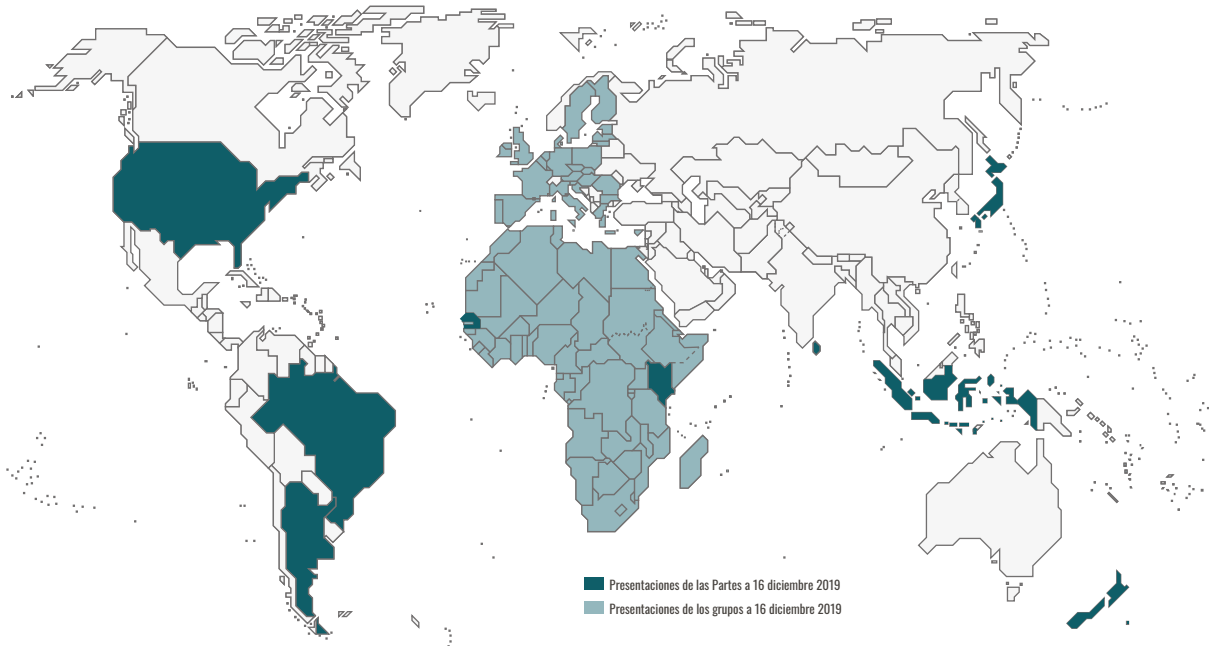 Presentaciones de las Partes a 16 diciembre 2019
Presentaciones de los grupos a 16 diciembre 2019